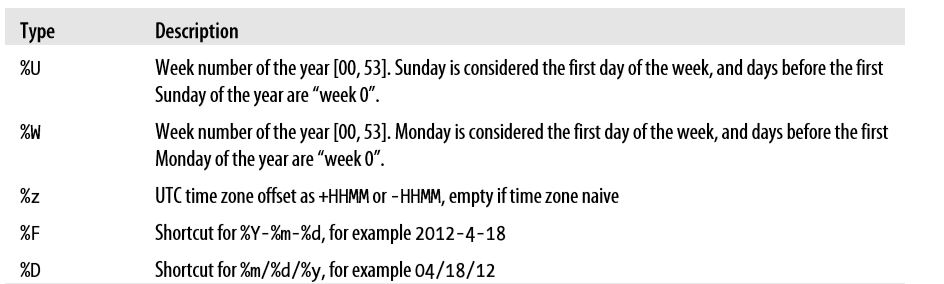 Type Description
%U Week number of the year [00, 53]. Sunday is considered the first day of the week, and days before the first
Sunday of the year are “week 0”.
%W Week number of the year [00, 53]. Monday is considered the first day of the week, and days before the first
Monday of the year are “week 0”.
%z UTC time zone offset as +HHMM or -HHMM, empty if time zone naive
%F Shortcut for %Y-%m-%d, for example 2012-4-18
%D Shortcut for %m/%d/%y, for example 04/18/12